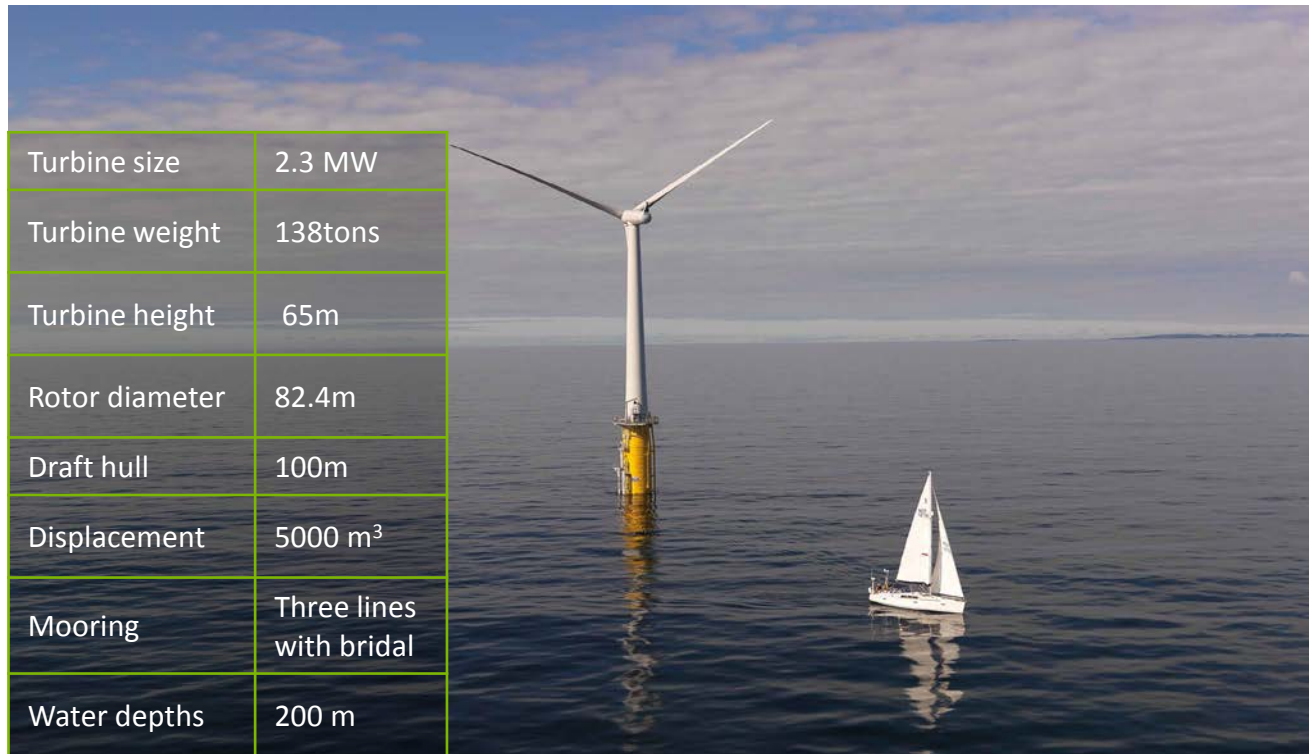 Turbine size 2.3 MW
Turbine weight 138tons
Turbine height 65m
Rotor diameter 82.4m
Draft hull 100m
Displacement 5000 m³
Mooring Three lines
with bridal
Water depths 200 m